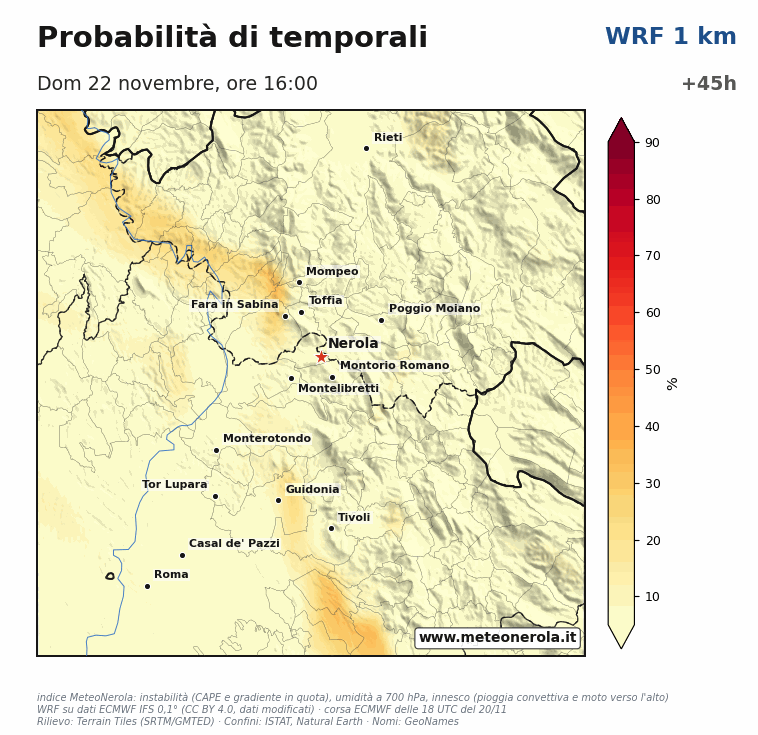 Probabilità di temporali
WRF 1 km
Dom 22 novembre, ore 16:00
+45h
Rieti
Mompeo
Fara in Sabina
Toffia
Poggio Moiano
Nerola
Montorio Romano
Montelibretti
Monterotondo
Tor Lupara
Guidonia
Tivoli
Casal de' Pazzi
Roma
www.meteonerola.it
90
80
70
60
50
40
30
20
10
%
indice MeteoNerola: instabilità (CAPE e gradiente in quota), umidità a 700 hPa, innesco (pioggia convettiva e moto verso l'alto)
WRF su dati ECMWF IFS 0,1° (CC BY 4.0, dati modificati) · corsa ECMWF delle 18 UTC del 20/11
Rilievo: Terrain Tiles (SRTM/GMTED) · Confini: ISTAT, Natural Earth · Nomi: GeoNames